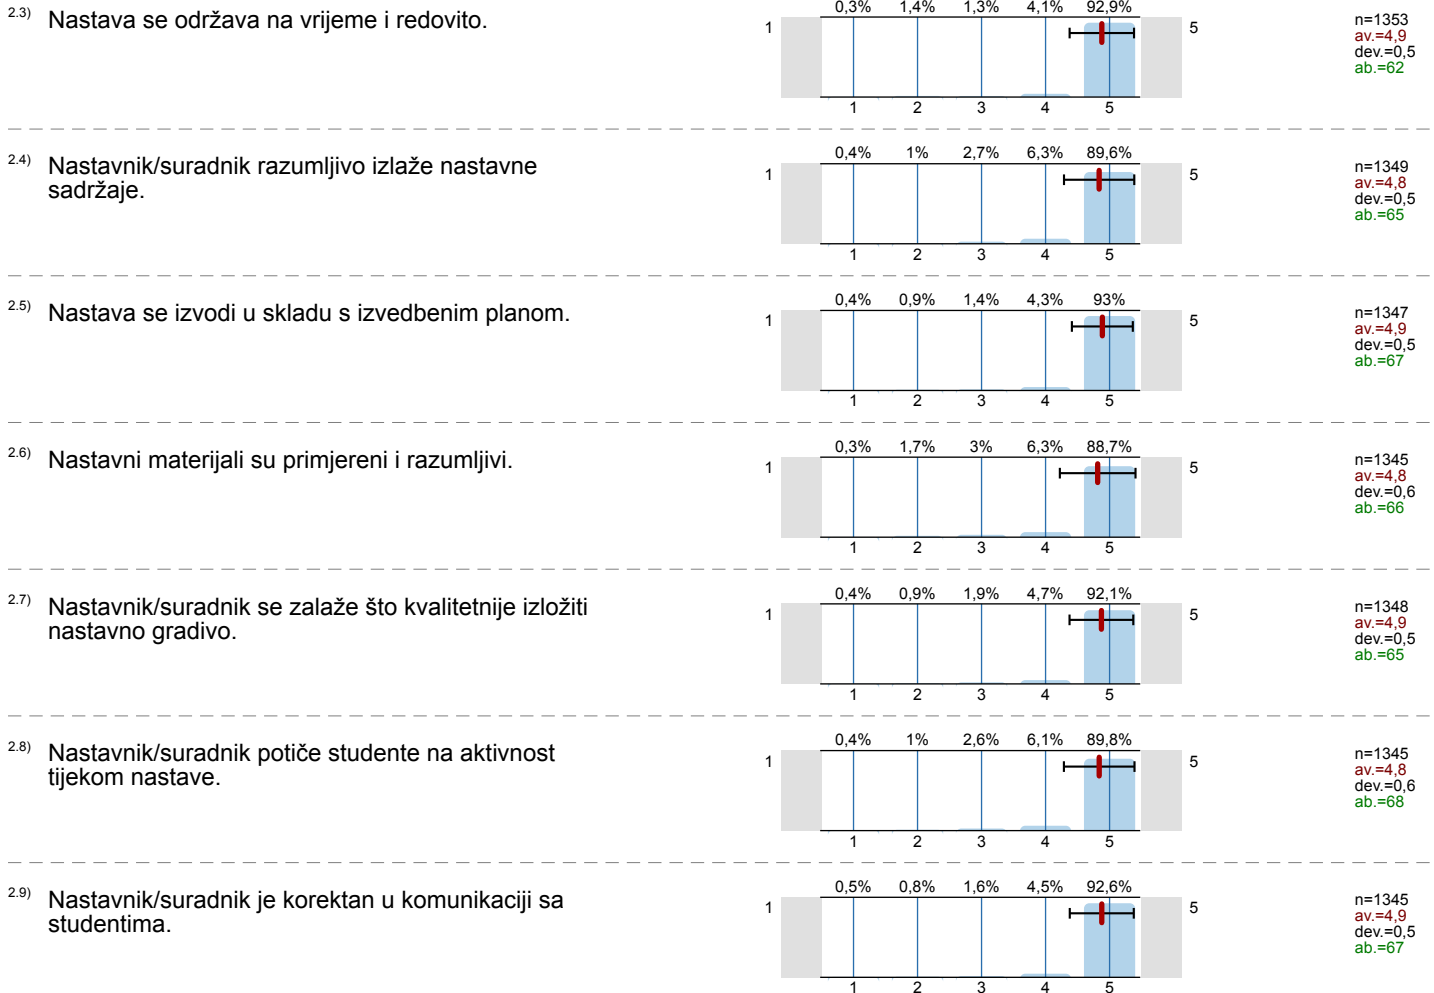 2.3) Nastava se održava na vrijeme i redovito.
0,3% 1,4% 1,3% 4,1% 92,9%
1 5
1 2 3 4 5
n=1353
av.=4,9
dev.=0,5
ab.=62
2.4) Nastavnik/suradnik razumljivo izlaže nastavne
sadržaje.
0,4% 1% 2,7% 6,3% 89,6%
1 5
1 2 3 4 5
n=1349
av.=4,8
dev.=0,5
ab.=65
2.5) Nastava se izvodi u skladu s izvedbenim planom.
0,4% 0,9% 1,4% 4,3% 93%
1 5
1 2 3 4 5
n=1347
av.=4,9
dev.=0,5
ab.=67
2.6) Nastavni materijali su primjereni i razumljivi.
0,3% 1,7% 3% 6,3% 88,7%
1 5
1 2 3 4 5
n=1345
av.=4,8
dev.=0,6
ab.=66
2.7) Nastavnik/suradnik se zalaže što kvalitetnije izložiti
nastavno gradivo.
0,4% 0,9% 1,9% 4,7% 92,1%
1 5
1 2 3 4 5
n=1348
av.=4,9
dev.=0,5
ab.=65
2.8) Nastavnik/suradnik potiče studente na aktivnost
tijekom nastave.
0,4% 1% 2,6% 6,1% 89,8%
1 5
1 2 3 4 5
n=1345
av.=4,8
dev.=0,6
ab.=68
2.9) Nastavnik/suradnik je korektan u komunikaciji sa
studentima.
0,5% 0,8% 1,6% 4,5% 92,6%
1 5
1 2 3 4 5
n=1345
av.=4,9
dev.=0,5
ab.=67